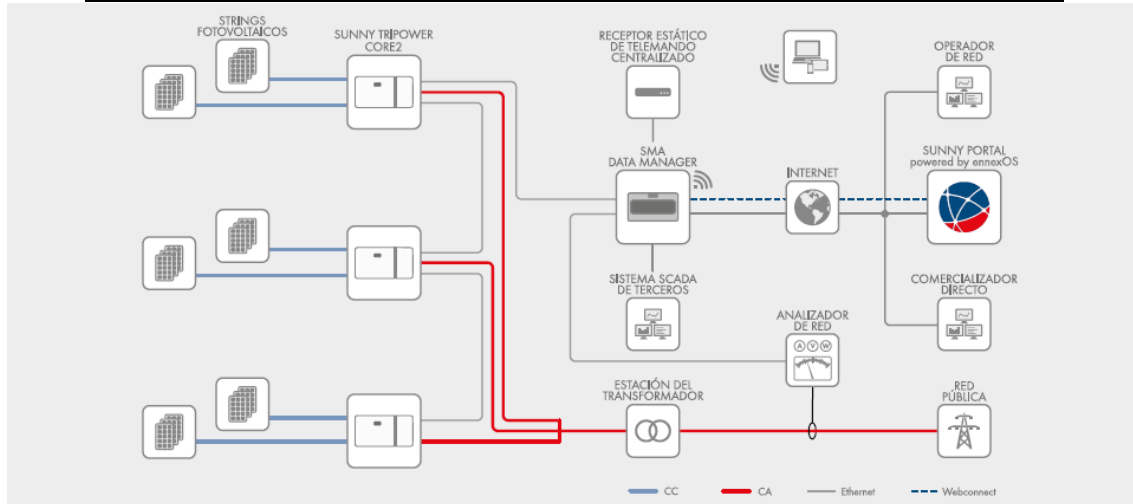 STRINGS
FOTOVOLTAICOS
SUNNY TRIPOWER
CORE2
RECEPTOR ESTÁTICO
DE TELEMANDO
CENTRALIZADO
OPERADOR
DE RED
SMA
DATA MANAGER
INTERNET
SUNNY PORTAL
powered by ennexOS
SISTEMA SCADA
DE TERCEROS
COMERCIALIZADOR
DIRECTO
ANALIZADOR
DE RED
A V W
ESTACIÓN DEL
TRANSFORMADOR
RED
PÚBLICA
CC
CA
Ethernet
Webconnect